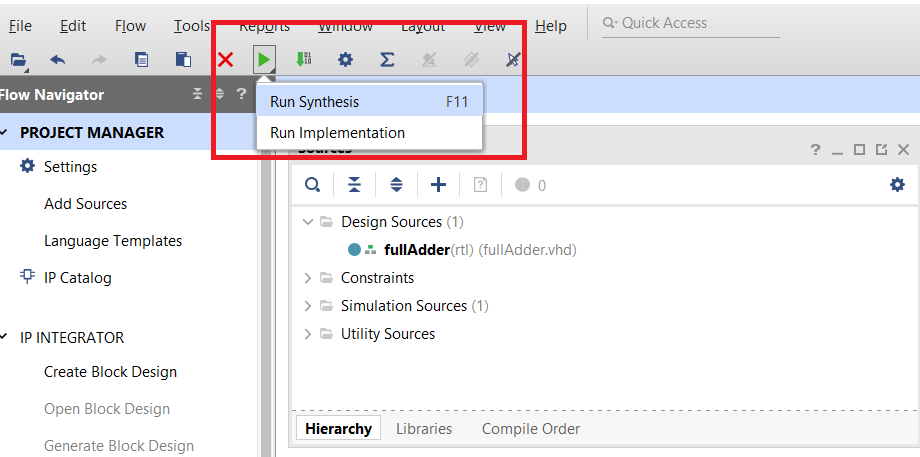 File Edit Flow Tools Reports Window Layout View Help Quick Access
Flow Navigator ?
Run Synthesis F11
PROJECT MANAGER
Run Implementation
Sources ?
Settings
0
Add Sources
Design Sources (1)
Language Templates
fullAdder(rtl) (fullAdder.vhd)
IP Catalog
Constraints
Simulation Sources (1)
IP INTEGRATOR
Utility Sources
Create Block Design
Open Block Design
Hierarchy Libraries Compile Order
Generate Block Design